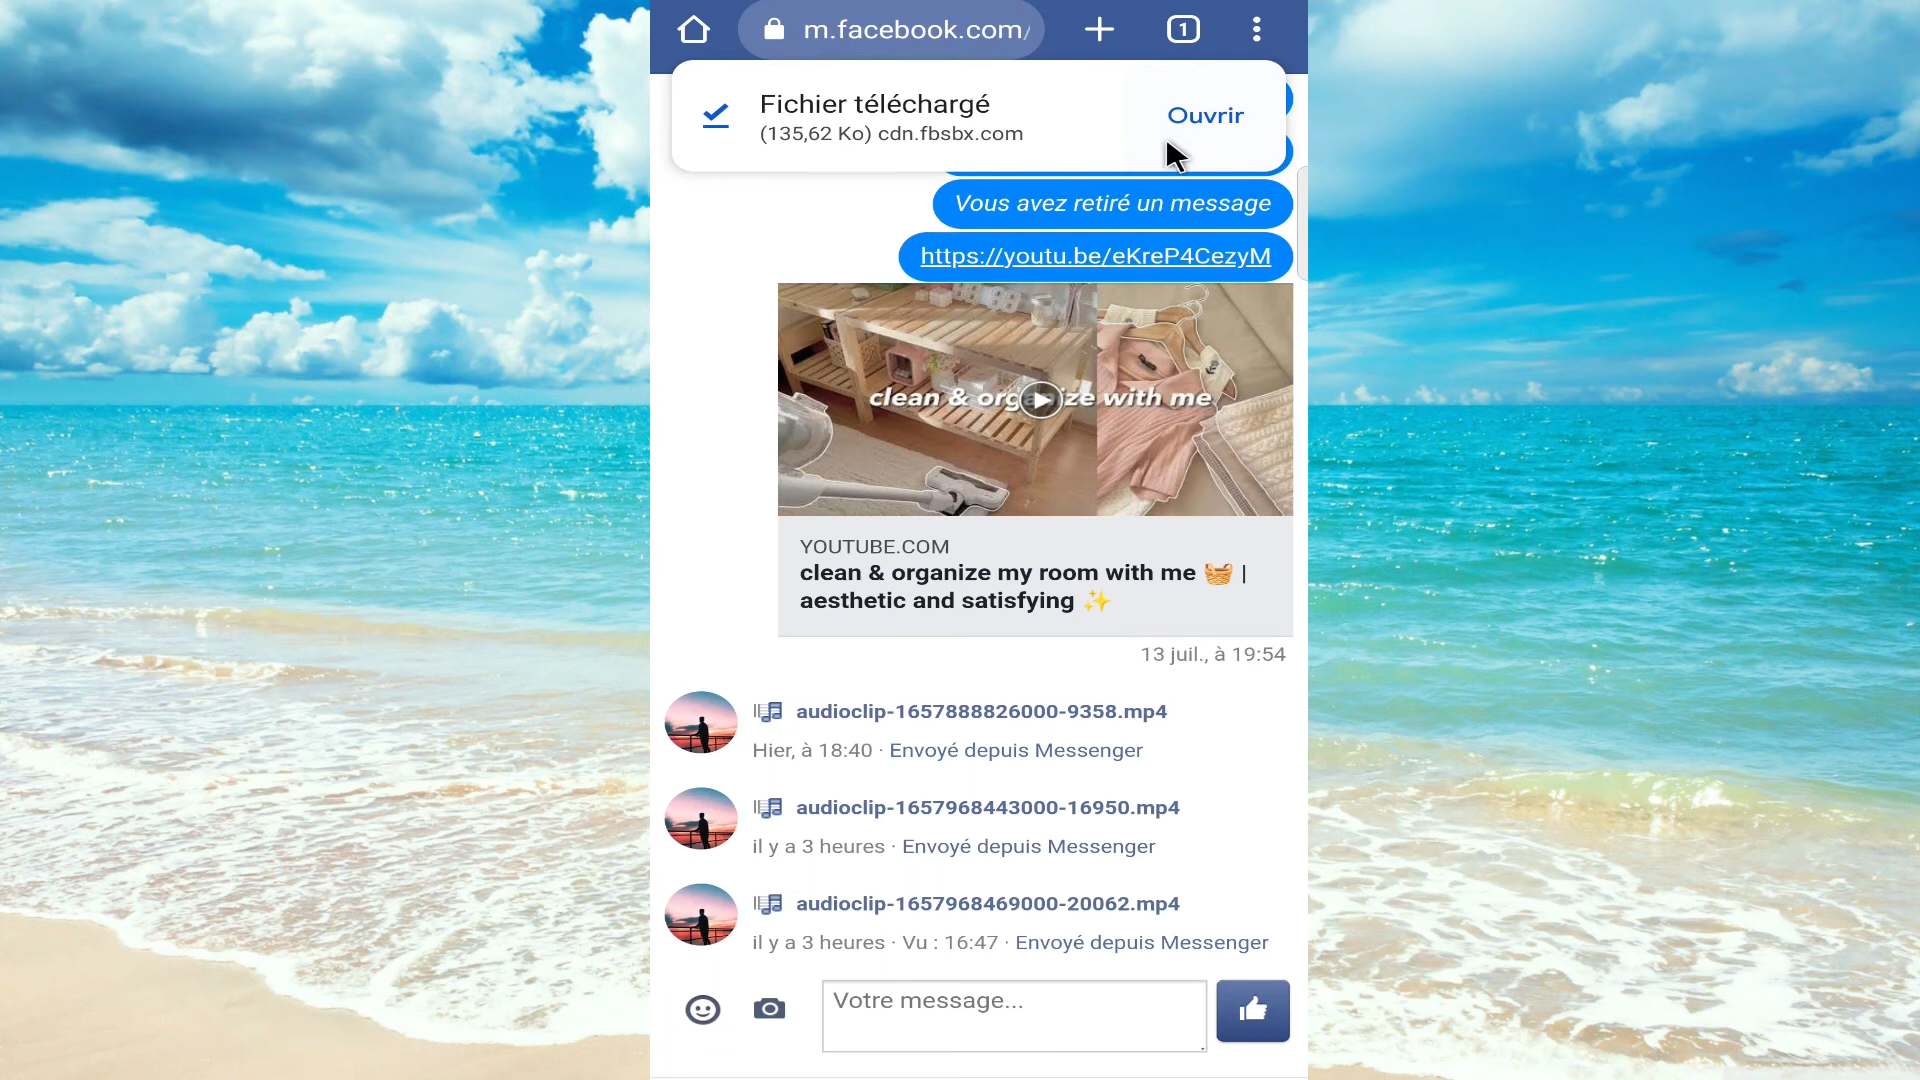 m.facebook.com/
1
Fichier téléchargé
(135,62 Ko) cdn.fbsbx.com
Ouvrir
Vous avez retiré un message
https://youtu.be/eKreP4CezyM
clean & organize with me
YOUTUBE.COM
clean & organize my room with me 🧺 |
aesthetic and satisfying ✨
13 juil., à 19:54
audioclip-1657888826000-9358.mp4
Hier, à 18:40 · Envoyé depuis Messenger
audioclip-1657968443000-16950.mp4
il y a 3 heures · Envoyé depuis Messenger
audioclip-1657968469000-20062.mp4
il y a 3 heures · Vu : 16:47 · Envoyé depuis Messenger
Votre message...